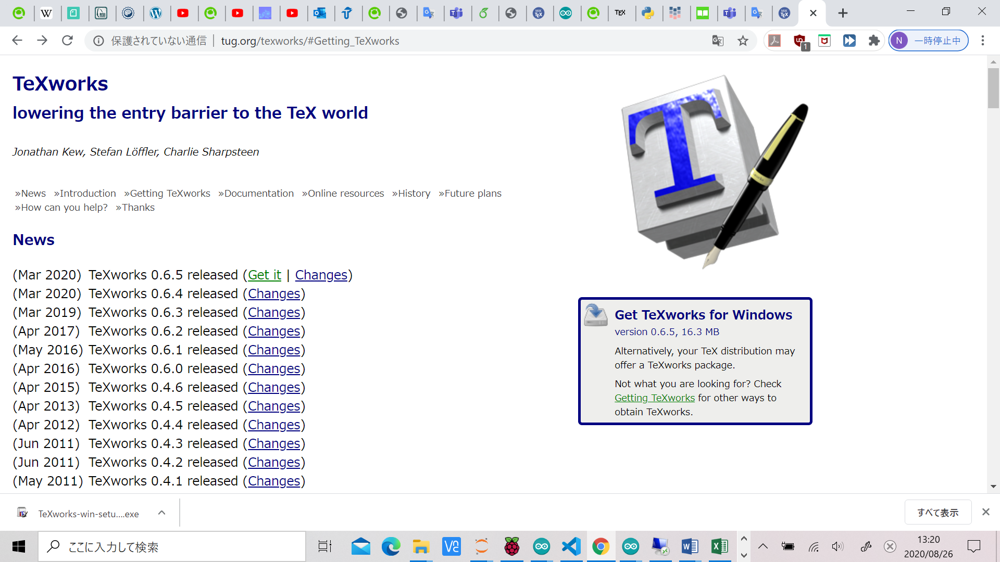 保護されていない通信 | tug.org/texworks/#Getting_TeXworks
1
N 一時停止中
TeXworks
lowering the entry barrier to the TeX world
Jonathan Kew, Stefan Löffler, Charlie Sharpsteen
»News »Introduction »Getting TeXworks »Documentation »Online resources »History »Future plans
»How can you help? »Thanks
News
(Mar 2020) TeXworks 0.6.5 released (Get it | Changes)
(Mar 2020) TeXworks 0.6.4 released (Changes)
(Mar 2019) TeXworks 0.6.3 released (Changes)
(Apr 2017) TeXworks 0.6.2 released (Changes)
(May 2016) TeXworks 0.6.1 released (Changes)
(Apr 2016) TeXworks 0.6.0 released (Changes)
(Apr 2015) TeXworks 0.4.6 released (Changes)
(Apr 2013) TeXworks 0.4.5 released (Changes)
(Apr 2012) TeXworks 0.4.4 released (Changes)
(Jun 2011) TeXworks 0.4.3 released (Changes)
(Jun 2011) TeXworks 0.4.2 released (Changes)
(May 2011) TeXworks 0.4.1 released (Changes)
Get TeXworks for Windows
version 0.6.5, 16.3 MB
Alternatively, your TeX distribution may
offer a TeXworks package.
Not what you are looking for? Check
Getting TeXworks for other ways to
obtain TeXworks.
TeXworks-win-setu....exe
すべて表示
ここに入力して検索
13:20
2020/08/26